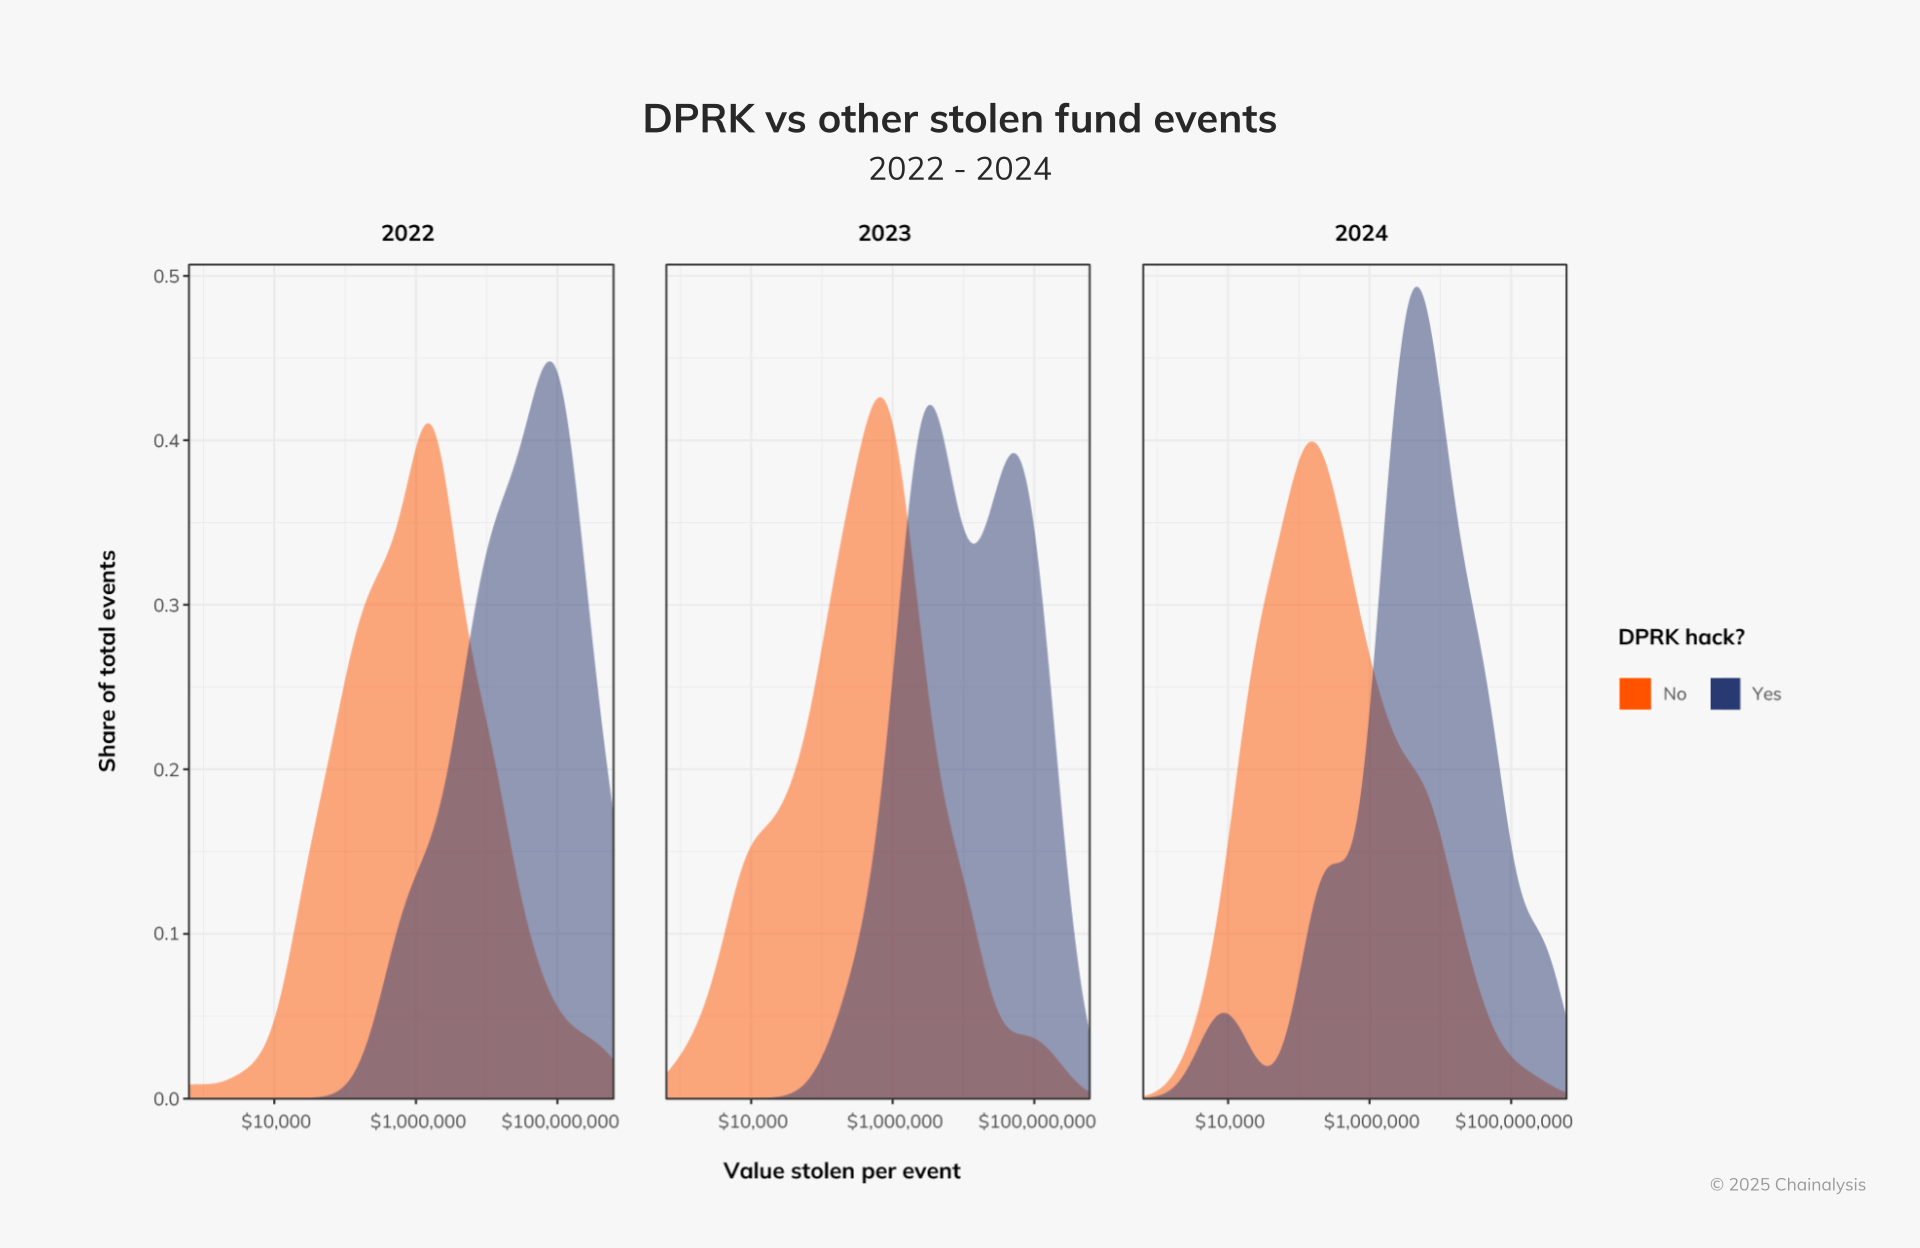 DPRK vs other stolen fund events
2022 - 2024
2022
2023
2024
Share of total events
0.5
0.4
0.3
0.2
0.1
0.0
$10,000
$1,000,000
$100,000,000
$10,000
$1,000,000
$100,000,000
$10,000
$1,000,000
$100,000,000
Value stolen per event
DPRK hack?
No
Yes
© 2025 Chainalysis